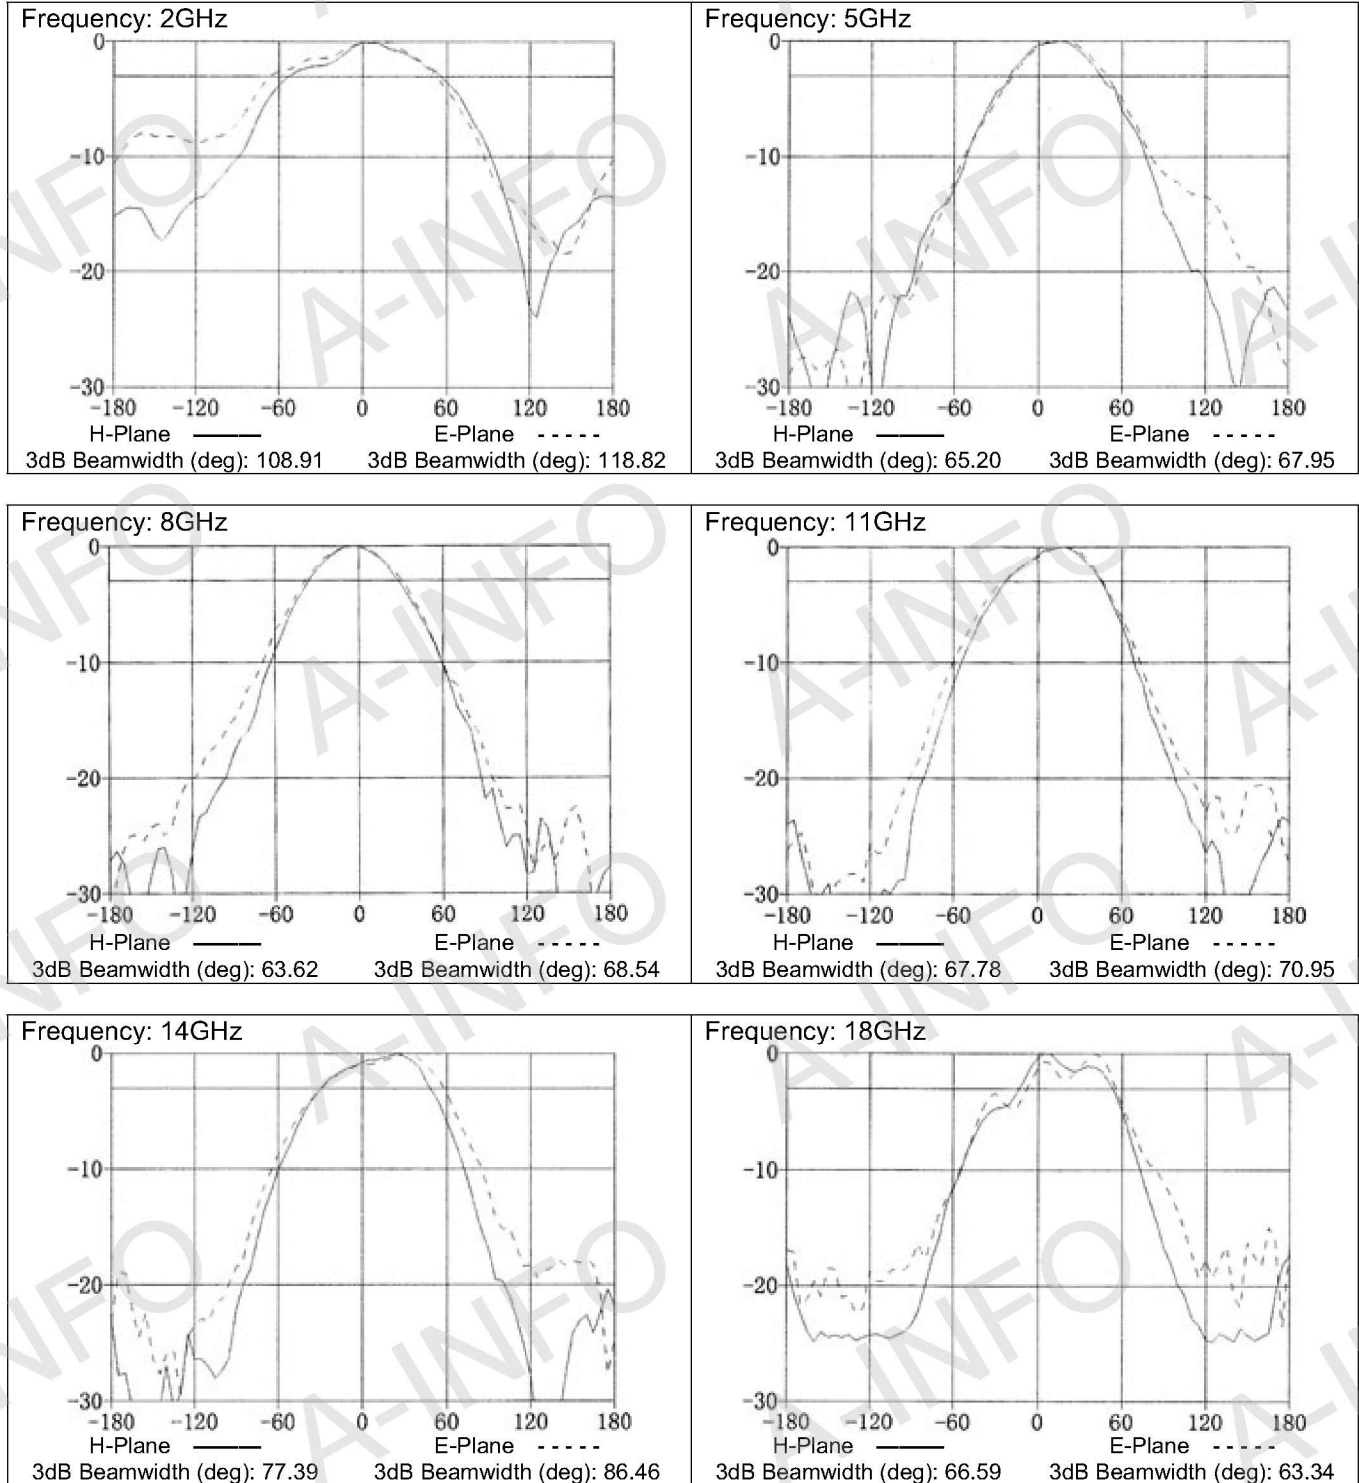 Frequency: 2GHz
0
-10
-20
-30
-180 -120 -60 0 60 120 180
H-Plane E-Plane
3dB Beamwidth (deg): 108.91 3dB Beamwidth (deg): 118.82
Frequency: 5GHz
0
-10
-20
-30
-180 -120 -60 0 60 120 180
H-Plane E-Plane
3dB Beamwidth (deg): 65.20 3dB Beamwidth (deg): 67.95
Frequency: 8GHz
0
-10
-20
-30
-180 -120 -60 0 60 120 180
H-Plane E-Plane
3dB Beamwidth (deg): 63.62 3dB Beamwidth (deg): 68.54
Frequency: 11GHz
0
-10
-20
-30
-180 -120 -60 0 60 120 180
H-Plane E-Plane
3dB Beamwidth (deg): 67.78 3dB Beamwidth (deg): 70.95
Frequency: 14GHz
0
-10
-20
-30
-180 -120 -60 0 60 120 180
H-Plane E-Plane
3dB Beamwidth (deg): 77.39 3dB Beamwidth (deg): 86.46
Frequency: 18GHz
0
-10
-20
-30
-180 -120 -60 0 60 120 180
H-Plane E-Plane
3dB Beamwidth (deg): 66.59 3dB Beamwidth (deg): 63.34
A-INFO
A-INFO
A-INFO
A-INFO
A-INFO
A-INFO
A-INFO
A-INFO